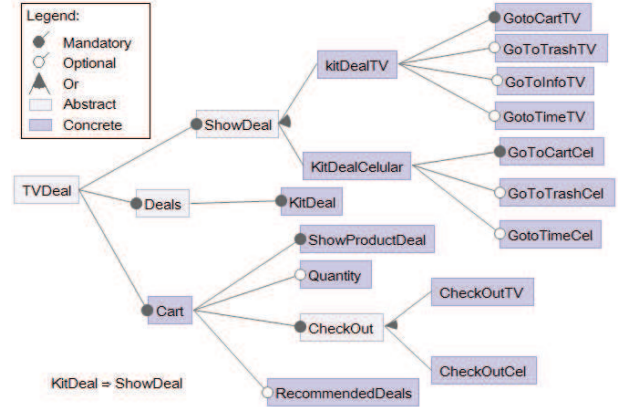 Legend:
Mandatory
Optional
Or
Abstract
Concrete
TVDeal
ShowDeal
kitDealTV
GotoCartTV
GoToTrashTV
GoToInfoTV
GotoTimeTV
KitDealCelular
GoToCartCel
GoToTrashCel
GotoTimeCel
Deals
KitDeal
Cart
ShowProductDeal
Quantity
CheckOut
CheckOutTV
CheckOutCel
RecommendedDeals
KitDeal ⇒ ShowDeal